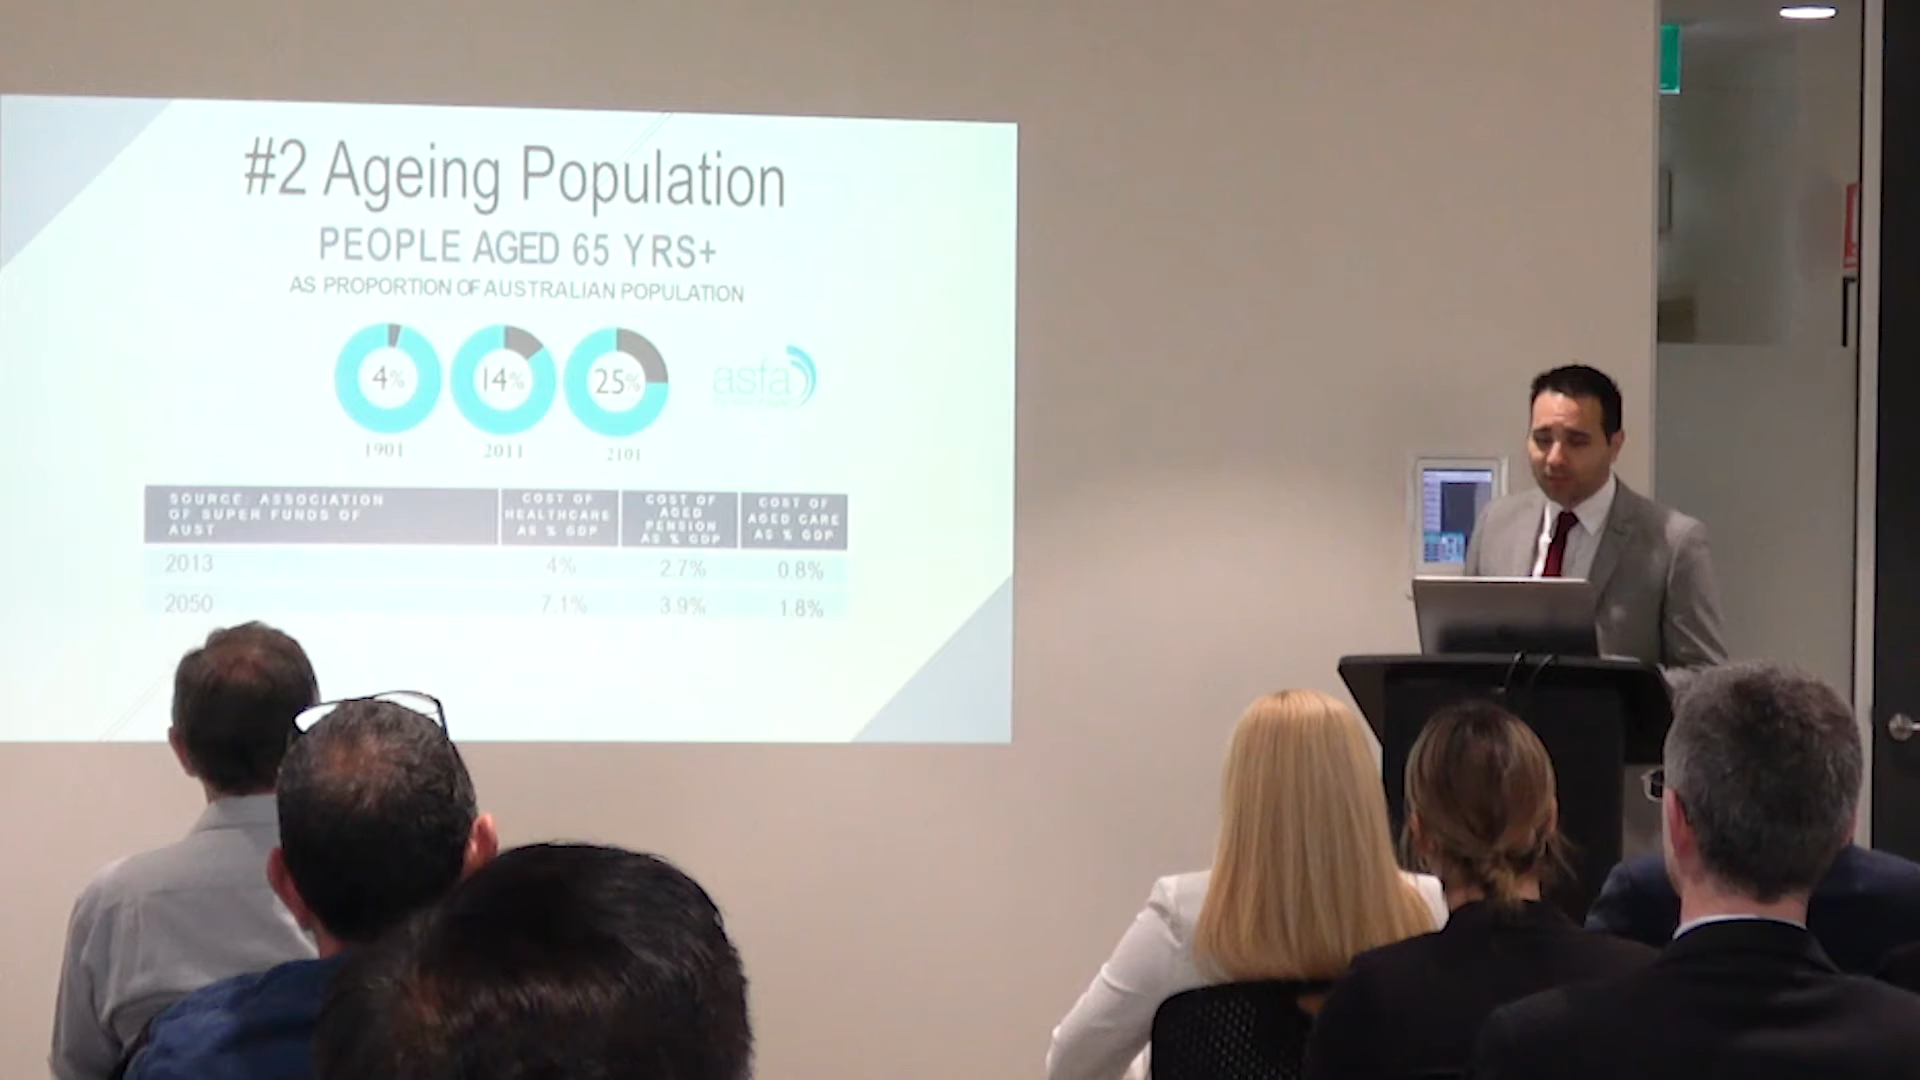 #2 Ageing Population
PEOPLE AGED 65 YRS+
AS PROPORTION OF AUSTRALIAN POPULATION
4% 14% 25%
asfa
1901 2011 2101
SOURCE: ASSOCIATION
OF SUPER FUNDS OF
AUST
COST OF
HEALTHCARE
AS % GDP
COST OF
AGED
PENSION
AS % GDP
COST OF
AGED CARE
AS % GDP
2013 4% 2.7% 0.8%
2050 7.1% 3.9% 1.8%